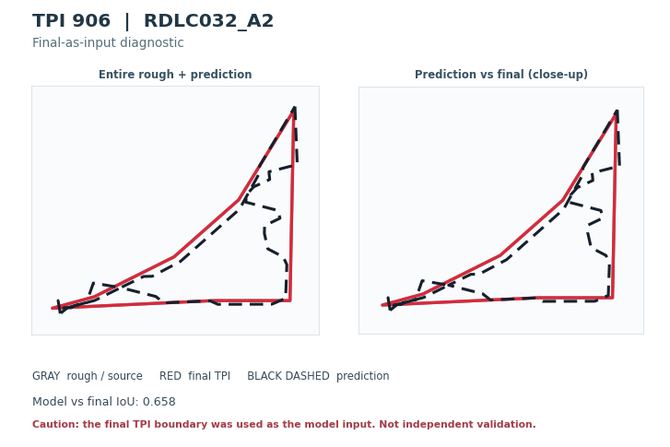 TPI 906 | RDLC032_A2
Final-as-input diagnostic
Entire rough + prediction
Prediction vs final (close-up)
GRAY rough / source RED final TPI BLACK DASHED prediction
Model vs final IoU: 0.658
Caution: the final TPI boundary was used as the model input. Not independent validation.